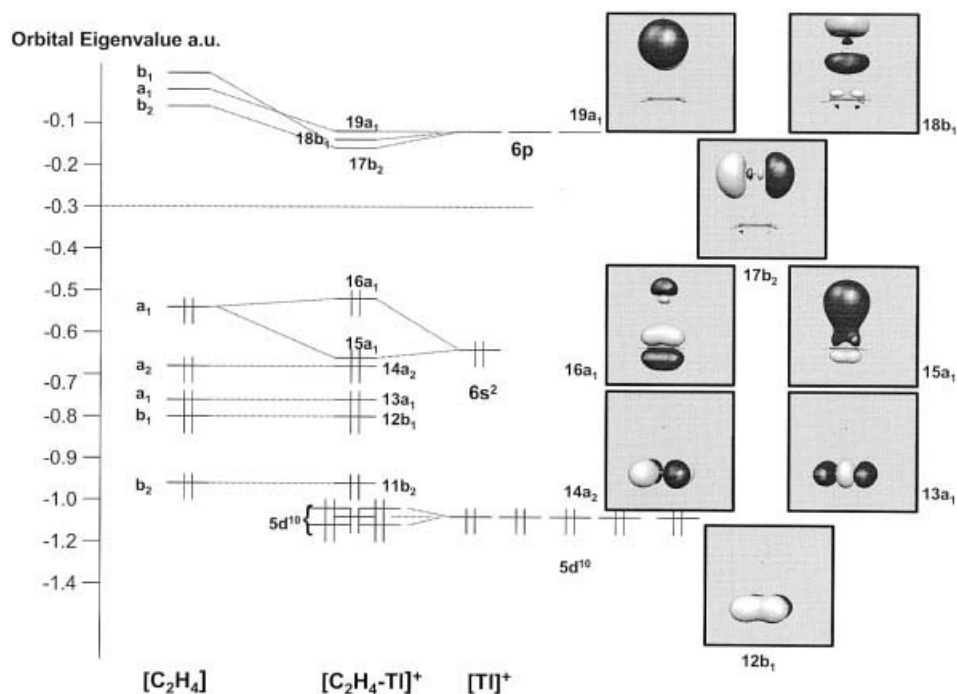 Orbital Eigenvalue a.u.
-0.1
-0.2
-0.3
-0.4
-0.5
-0.6
-0.7
-0.8
-0.9
-1.0
-1.2
-1.4
b₁
a₁
b₂
a₁
a₂
a₁
b₁
b₂
19a₁
18b₁
17b₂
16a₁
15a₁
14a₂
13a₁
12b₁
11b₂
5d¹⁰
6p
6s²
5d¹⁰
[C₂H₄]
[C₂H₄-Tl]⁺
[Tl]⁺
19a₁
18b₁
17b₂
16a₁
15a₁
14a₂
13a₁
12b₁